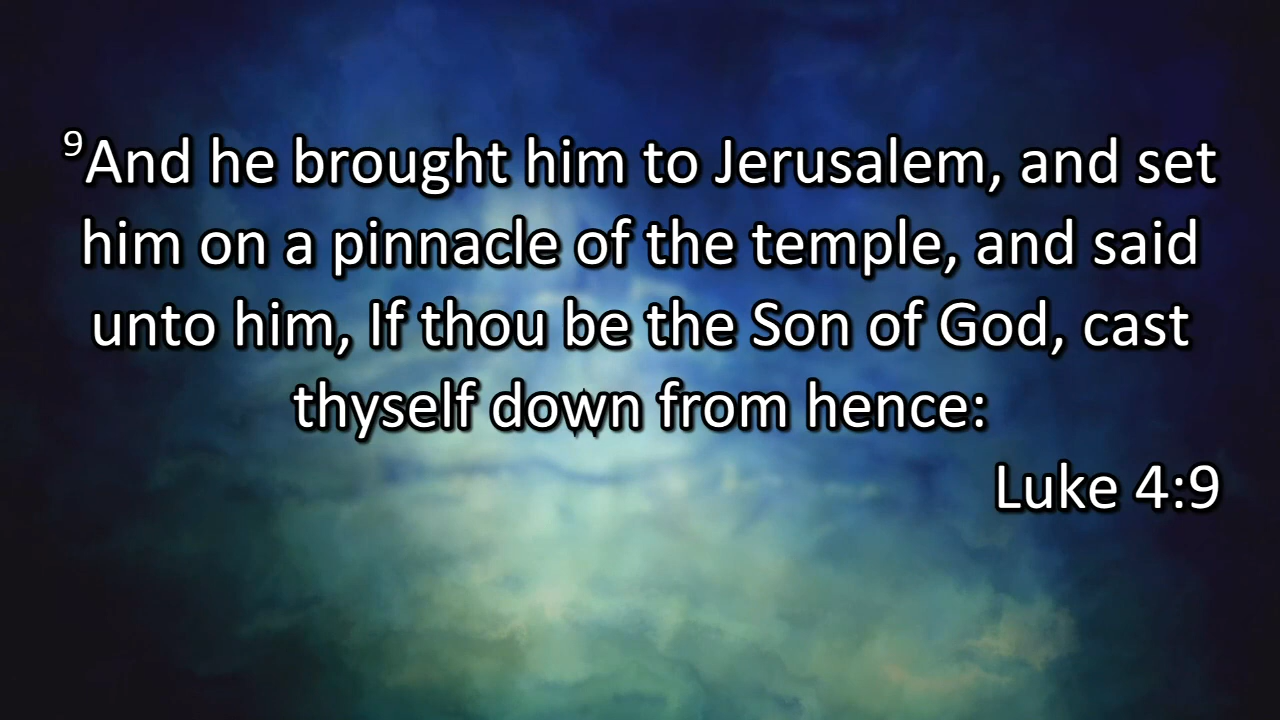 ⁹And he brought him to Jerusalem, and set
him on a pinnacle of the temple, and said
unto him, If thou be the Son of God, cast
thyself down from hence:
Luke 4:9